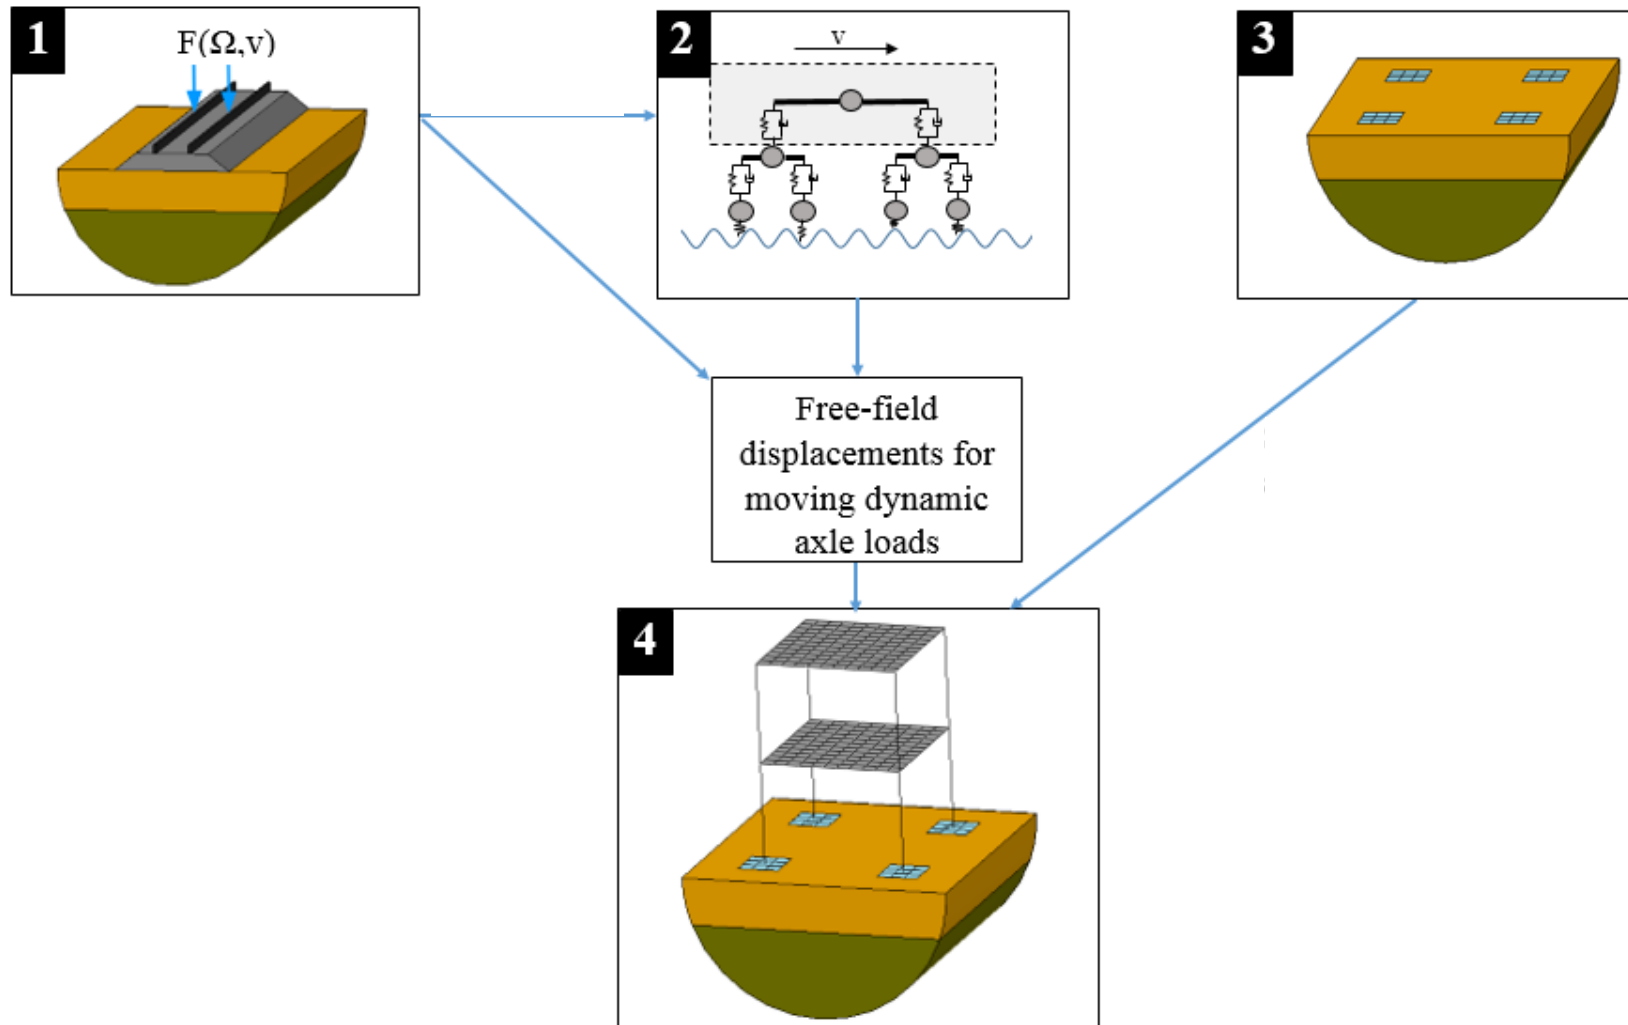 1
F(Ω,v)
2
v
3
Free-field
displacements for
moving dynamic
axle loads
4